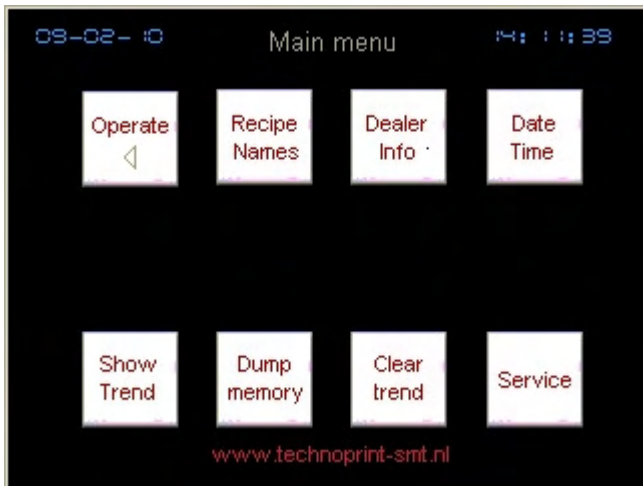 09-02-10
Main menu
14:11:39
Operate
Recipe
Names
Dealer
Info
Date
Time
Show
Trend
Dump
memory
Clear
trend
Service
www.technoprint-smt.nl